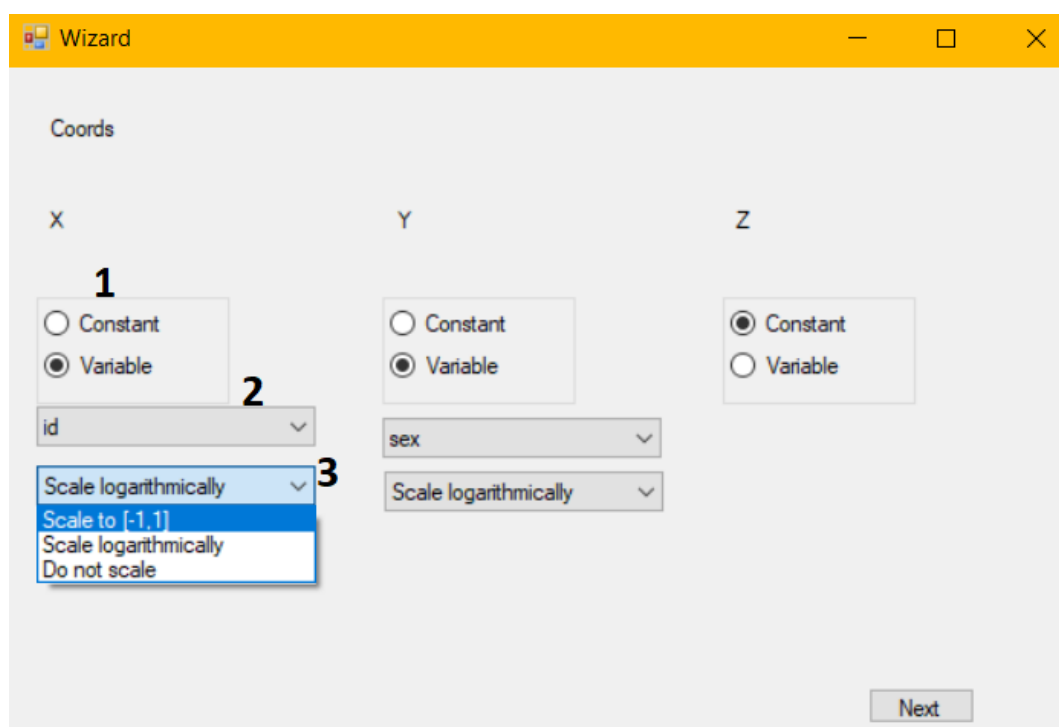 Wizard
Coords
X Y Z
1
Constant Constant Constant
Variable Variable Variable
2
id
sex
3
Scale logarithmically
Scale logarithmically
Scale to [-1,1]
Scale logarithmically
Do not scale
Next